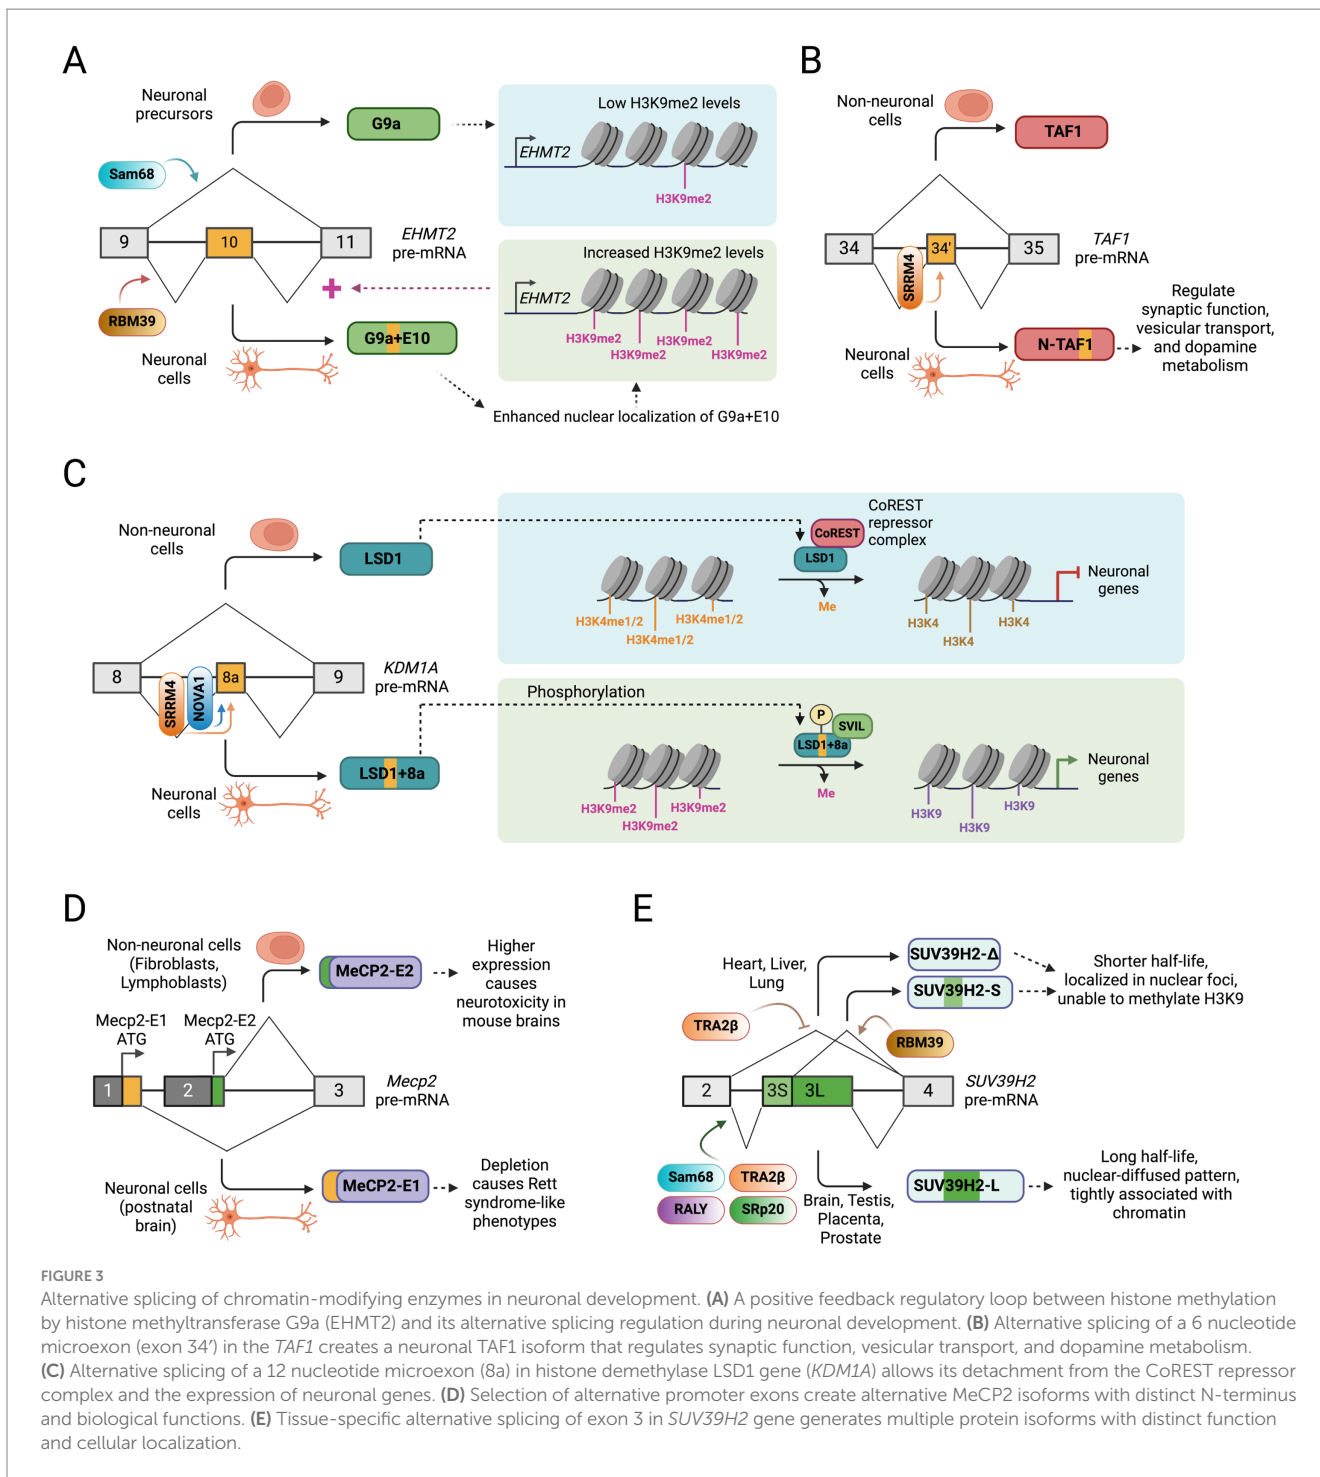 A
Neuronal
precursors
G9a
Low H3K9me2 levels
EHMT2
H3K9me2
Sam68
9
10
11
EHMT2
pre-mRNA
RBM39
Neuronal
cells
G9a+E10
Increased H3K9me2 levels
EHMT2
H3K9me2
H3K9me2
H3K9me2
H3K9me2
Enhanced nuclear localization of G9a+E10
B
Non-neuronal
cells
TAF1
34
34'
35
SRRM4
TAF1
pre-mRNA
Neuronal
cells
N-TAF1
Regulate
synaptic function,
vesicular transport,
and dopamine
metabolism
C
Non-neuronal
cells
LSD1
CoREST
LSD1
CoREST
repressor
complex
Me
H3K4me1/2
H3K4me1/2
H3K4me1/2
H3K4
H3K4
H3K4
Neuronal
genes
8
SRRM4
NOVA1
8a
9
KDM1A
pre-mRNA
Neuronal
cells
LSD1+8a
Phosphorylation
P
SVIL
LSD1+8a
Me
H3K9me2
H3K9me2
H3K9me2
H3K9
H3K9
H3K9
Neuronal
genes
D
Non-neuronal cells
(Fibroblasts,
Lymphoblasts)
MeCP2-E2
Higher
expression
causes
neurotoxicity in
mouse brains
Mecp2-E1
ATG
Mecp2-E2
ATG
1
2
3
Mecp2
pre-mRNA
Neuronal cells
(postnatal
brain)
MeCP2-E1
Depletion
causes Rett
syndrome-like
phenotypes
E
Heart, Liver,
Lung
SUV39H2-Δ
SUV39H2-S
Shorter half-life,
localized in nuclear foci,
unable to methylate H3K9
TRA2β
RBM39
2
3S
3L
4
SUV39H2
pre-mRNA
Sam68
TRA2β
RALY
SRp20
Brain, Testis,
Placenta,
Prostate
SUV39H2-L
Long half-life,
nuclear-diffused pattern,
tightly associated with
chromatin
FIGURE 3
Alternative splicing of chromatin-modifying enzymes in neuronal development. (A) A positive feedback regulatory loop between histone methylation
by histone methyltransferase G9a (EHMT2) and its alternative splicing regulation during neuronal development. (B) Alternative splicing of a 6 nucleotide
microexon (exon 34′) in the TAF1 creates a neuronal TAF1 isoform that regulates synaptic function, vesicular transport, and dopamine metabolism.
(C) Alternative splicing of a 12 nucleotide microexon (8a) in histone demethylase LSD1 gene (KDM1A) allows its detachment from the CoREST repressor
complex and the expression of neuronal genes. (D) Selection of alternative promoter exons create alternative MeCP2 isoforms with distinct N-terminus
and biological functions. (E) Tissue-specific alternative splicing of exon 3 in SUV39H2 gene generates multiple protein isoforms with distinct function
and cellular localization.